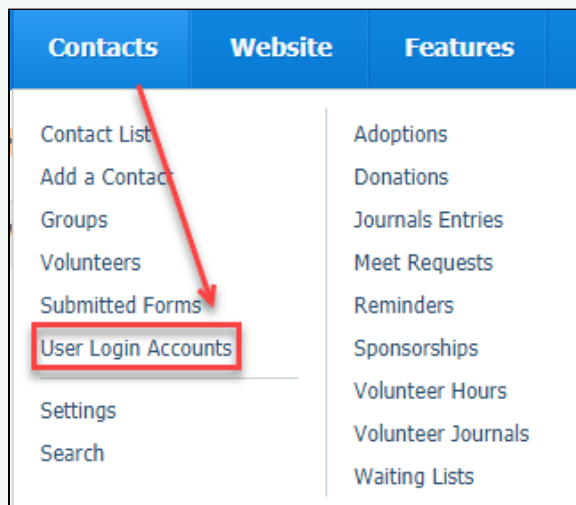 Contacts Website Features
Contact List
Add a Contact
Groups
Volunteers
Submitted Forms
User Login Accounts
Settings
Search
Adoptions
Donations
Journals Entries
Meet Requests
Reminders
Sponsorships
Volunteer Hours
Volunteer Journals
Waiting Lists